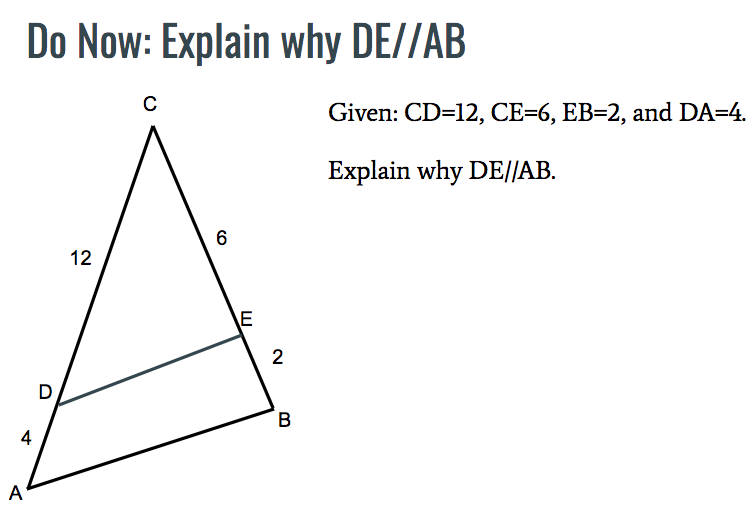 Do Now: Explain why DE//AB
Given: CD=12, CE=6, EB=2, and DA=4.
Explain why DE//AB.
C
12
6
E
2
D
B
4
A